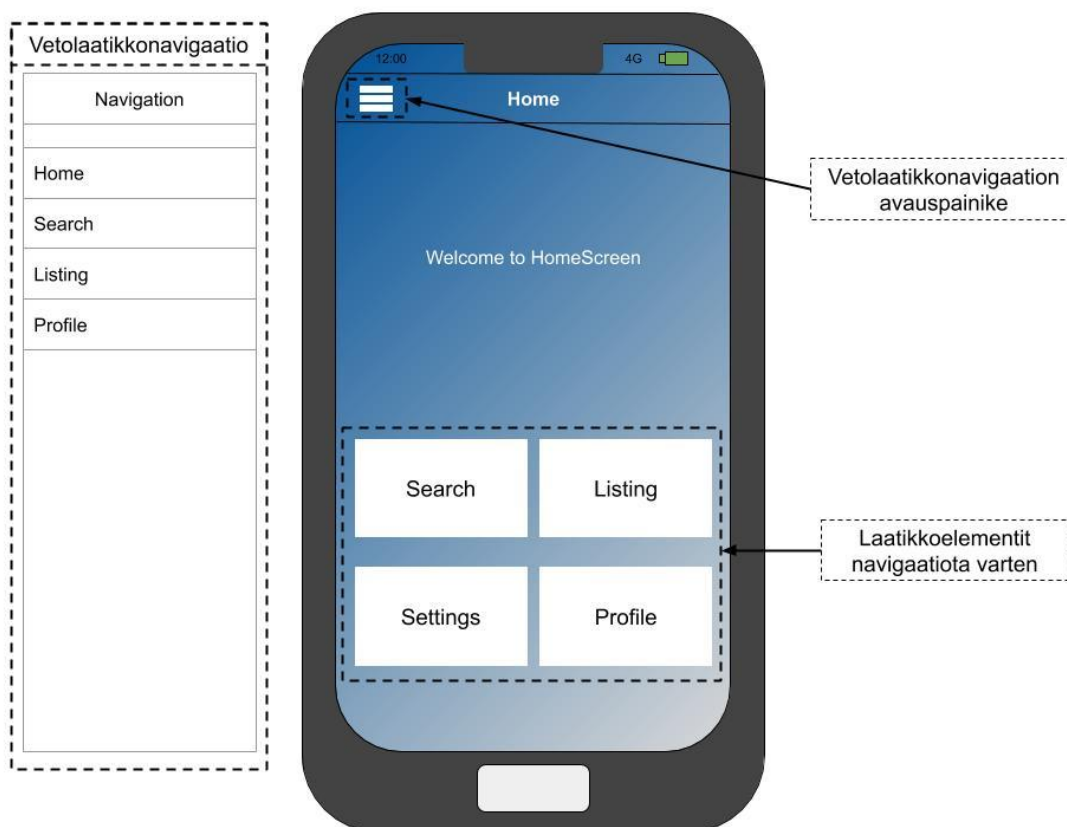 Vetolaatikkonavigaatio
Navigation
Home
Search
Listing
Profile
12:00
4G
Home
Welcome to HomeScreen
Search
Listing
Settings
Profile
Vetolaatikkonavigaation
avauspainike
Laatikkoelementit
navigaatiota varten